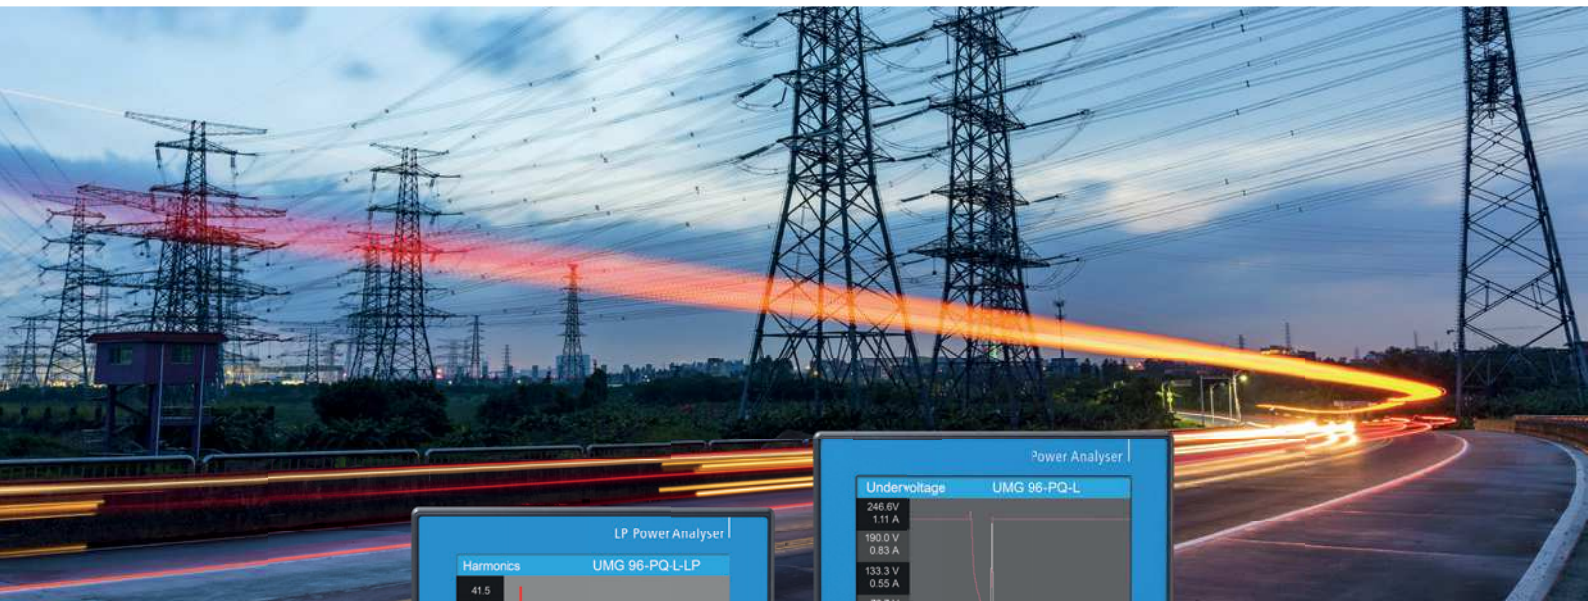 Power Analyser
Undervoltage UMG 96-PQ-L
246.6V
1.11 A
190.0 V
0.83 A
133.3 V
0.55 A
LP Power Analyser
Harmonics UMG 96-PQ-L-LP
41.5